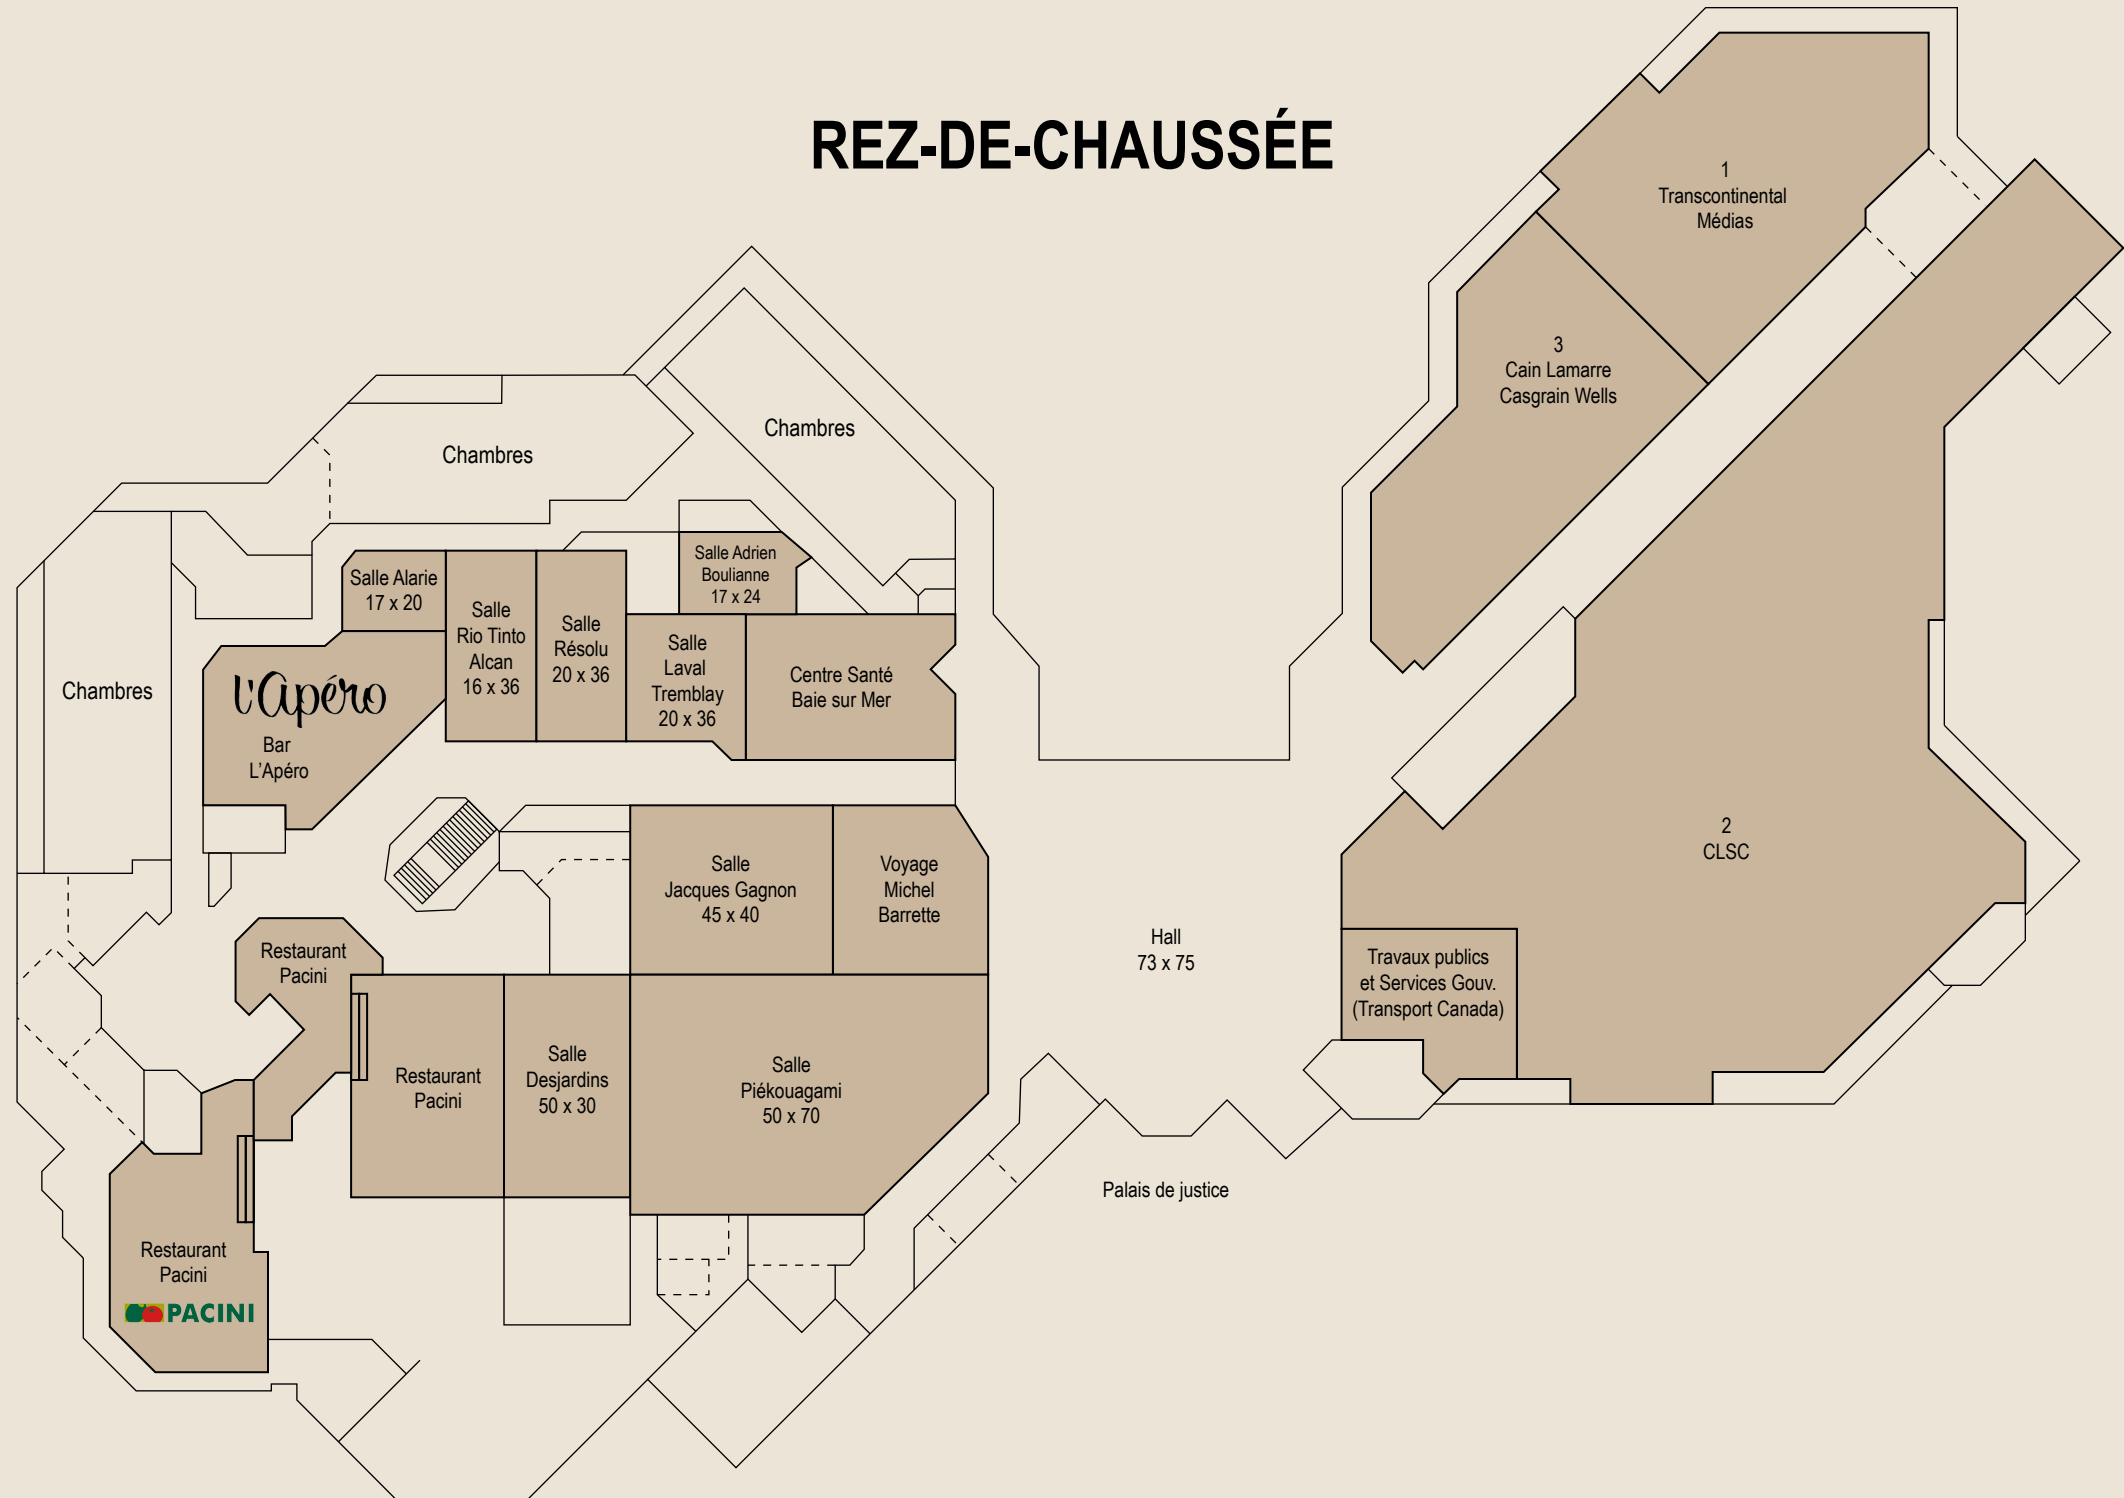 REZ-DE-CHAUSSÉE
1
Transcontinental
Médias
3
Cain Lamarre
Casgrain Wells
Chambres
Chambres
Salle Adrien
Boulianne
17 x 24
Salle Alarie
17 x 20
Salle
Rio Tinto
Alcan
16 x 36
Salle
Résolu
20 x 36
Salle
Laval
Tremblay
20 x 36
Centre Santé
Baie sur Mer
Chambres
l'Apéro
Bar
L'Apéro
2
CLSC
Salle
Jacques Gagnon
45 x 40
Voyage
Michel
Barrette
Hall
73 x 75
Restaurant
Pacini
Travaux publics
et Services Gouv.
(Transport Canada)
Restaurant
Pacini
Salle
Desjardins
50 x 30
Salle
Piékouagami
50 x 70
Palais de justice
Restaurant
Pacini
PACINI